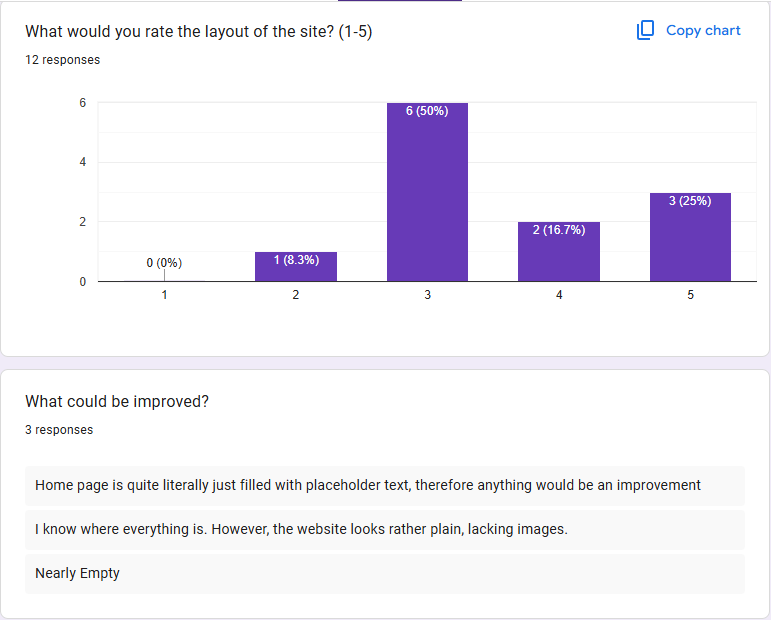 What would you rate the layout of the site? (1-5)
Copy chart
12 responses
6
4
2
0
0 (0%)
1 (8.3%)
6 (50%)
2 (16.7%)
3 (25%)
1
2
3
4
5
What could be improved?
3 responses
Home page is quite literally just filled with placeholder text, therefore anything would be an improvement
I know where everything is. However, the website looks rather plain, lacking images.
Nearly Empty